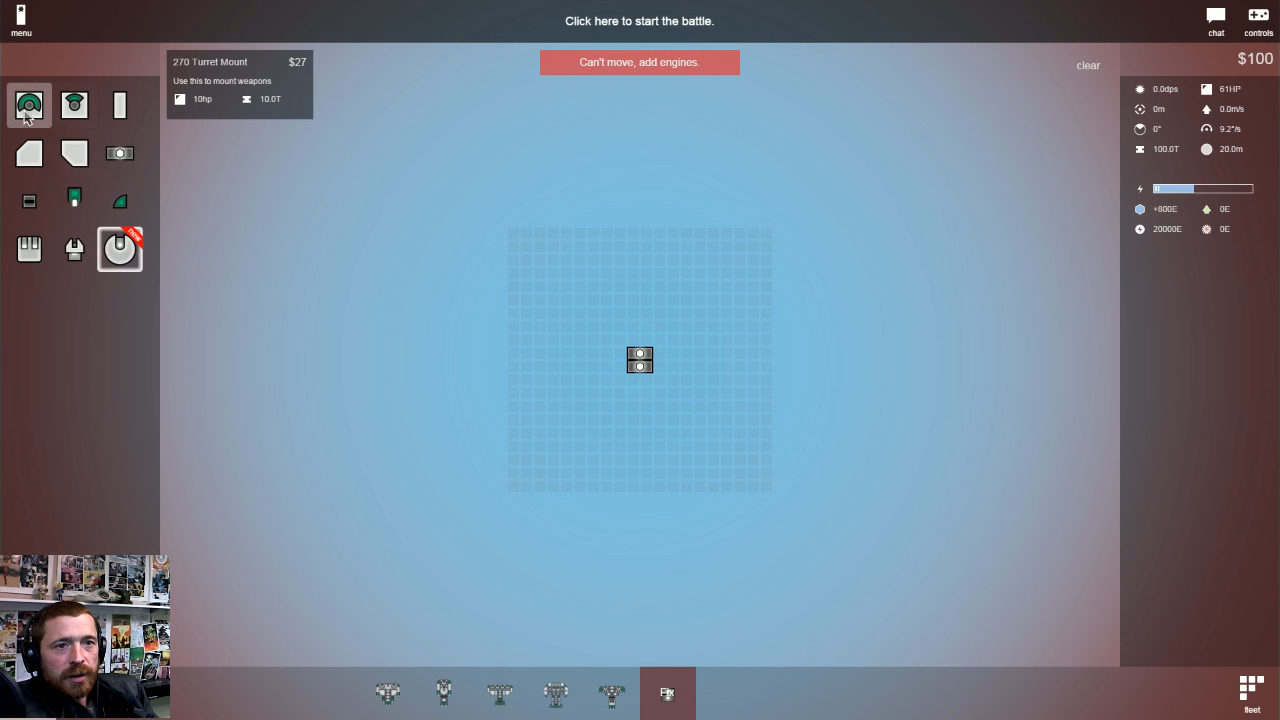 Click here to start the battle.
menu
chat
controls
270 Turret Mount $27
Use this to mount weapons
10hp 10.0T
Can't move, add engines.
clear
$100
0.0dps 61HP
0m 0.0m/s
0° 9.2°/s
100.0T 20.0m
+800E 0E
20000E 0E
new
Fix
fleet